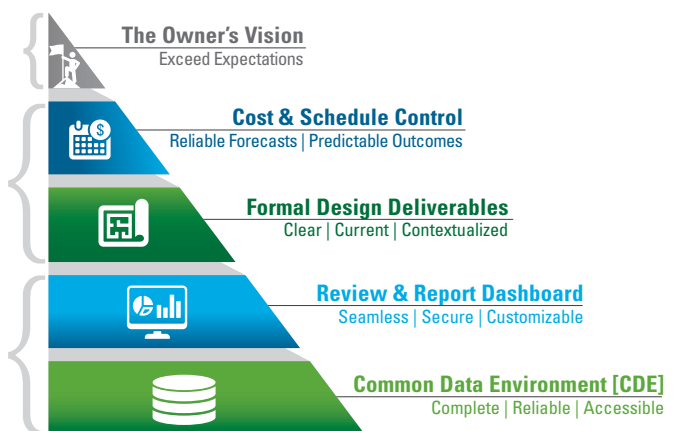 The Owner's Vision
Exceed Expectations
$
Cost & Schedule Control
Reliable Forecasts | Predictable Outcomes
Formal Design Deliverables
Clear | Current | Contextualized
Review & Report Dashboard
Seamless | Secure | Customizable
Common Data Environment [CDE]
Complete | Reliable | Accessible